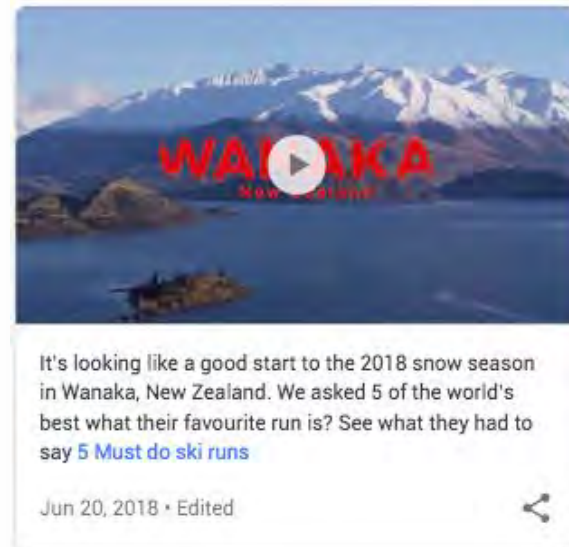 WANAKA
New Zealand
It's looking like a good start to the 2018 snow season
in Wanaka, New Zealand. We asked 5 of the world's
best what their favourite run is? See what they had to
say 5 Must do ski runs
Jun 20, 2018 • Edited